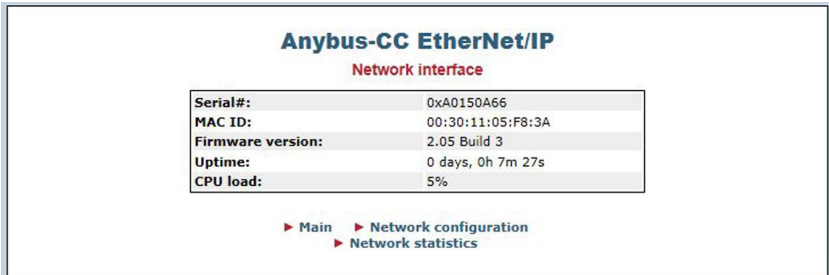 Anybus-CC EtherNet/IP
Network interface
Serial#: 0xA0150A66
MAC ID: 00:30:11:05:F8:3A
Firmware version: 2.05 Build 3
Uptime: 0 days, 0h 7m 27s
CPU load: 5%
► Main ► Network configuration
► Network statistics